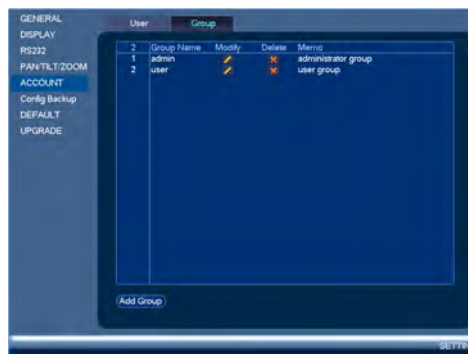 GENERAL
DISPLAY
RS232
PAN/TILT/ZOOM
ACCOUNT
Config Backup
DEFAULT
UPGRADE
User Group
2 Group Name Modify Delete Memo
1 admin administrator group
2 user user group
Add Group
SETTIN